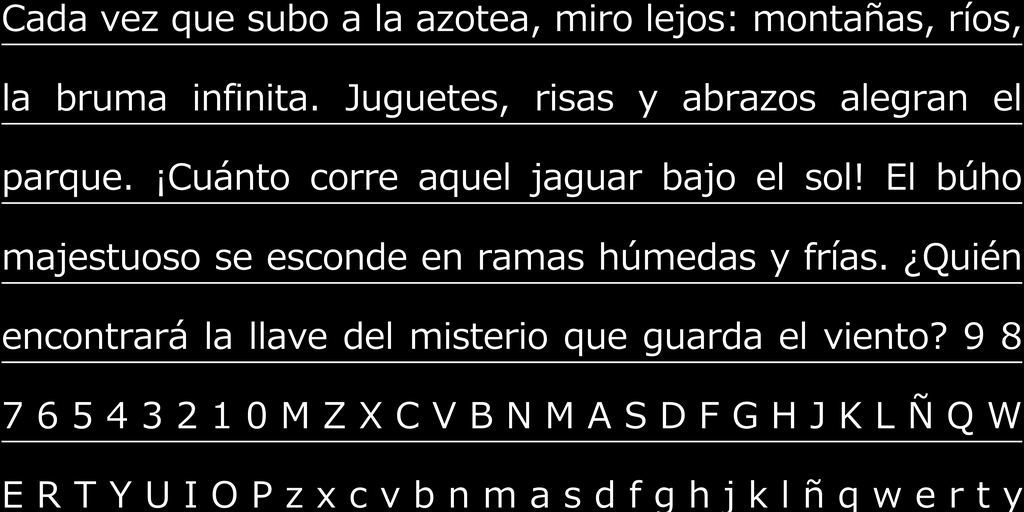 Cada vez que subo a la azotea, miro lejos: montañas, ríos,
la bruma infinita. Juguetes, risas y abrazos alegran el
parque. ¡Cuánto corre aquel jaguar bajo el sol! El búho
majestuoso se esconde en ramas húmedas y frías. ¿Quién
encontrará la llave del misterio que guarda el viento? 9 8
7 6 5 4 3 2 1 0 M Z X C V B N M A S D F G H J K L Ñ Q W
E R T Y U I O P z x c v b n m a s d f g h j k l ñ q w e r t y